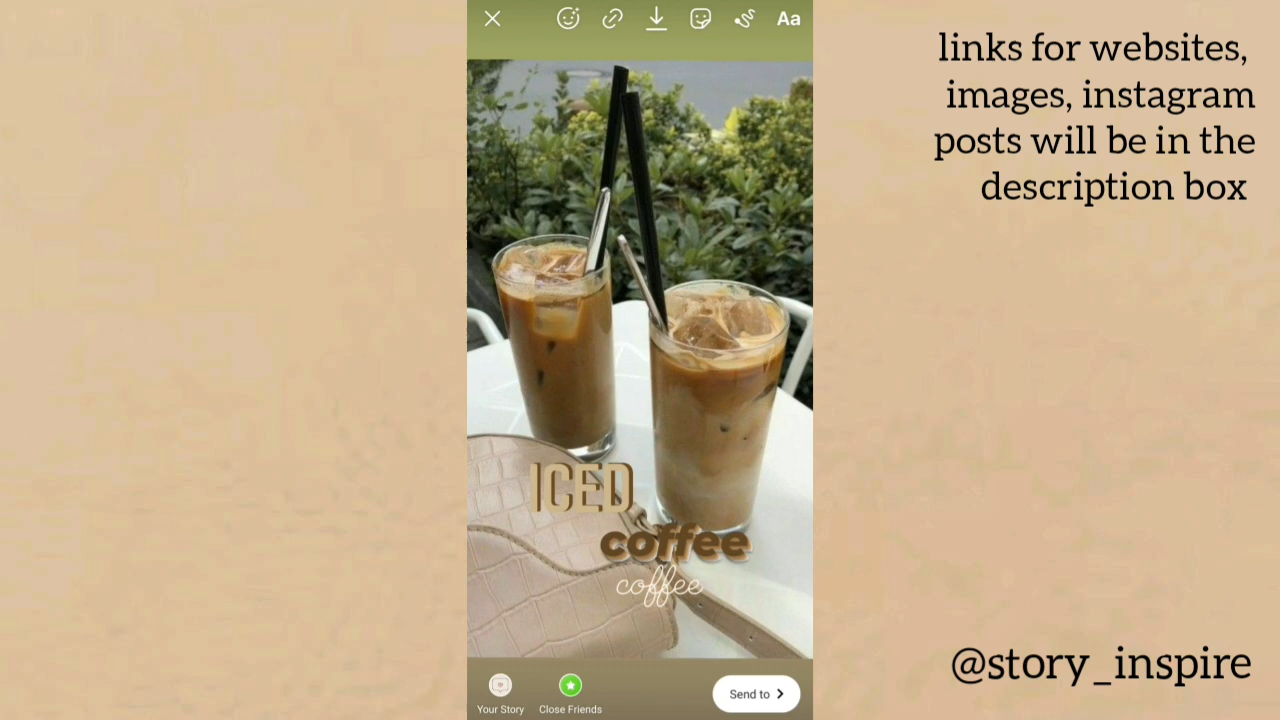 Aa
links for websites,
images, instagram
posts will be in the
description box
ICED
coffee
coffee
@story_inspire
Your Story
Close Friends
Send to